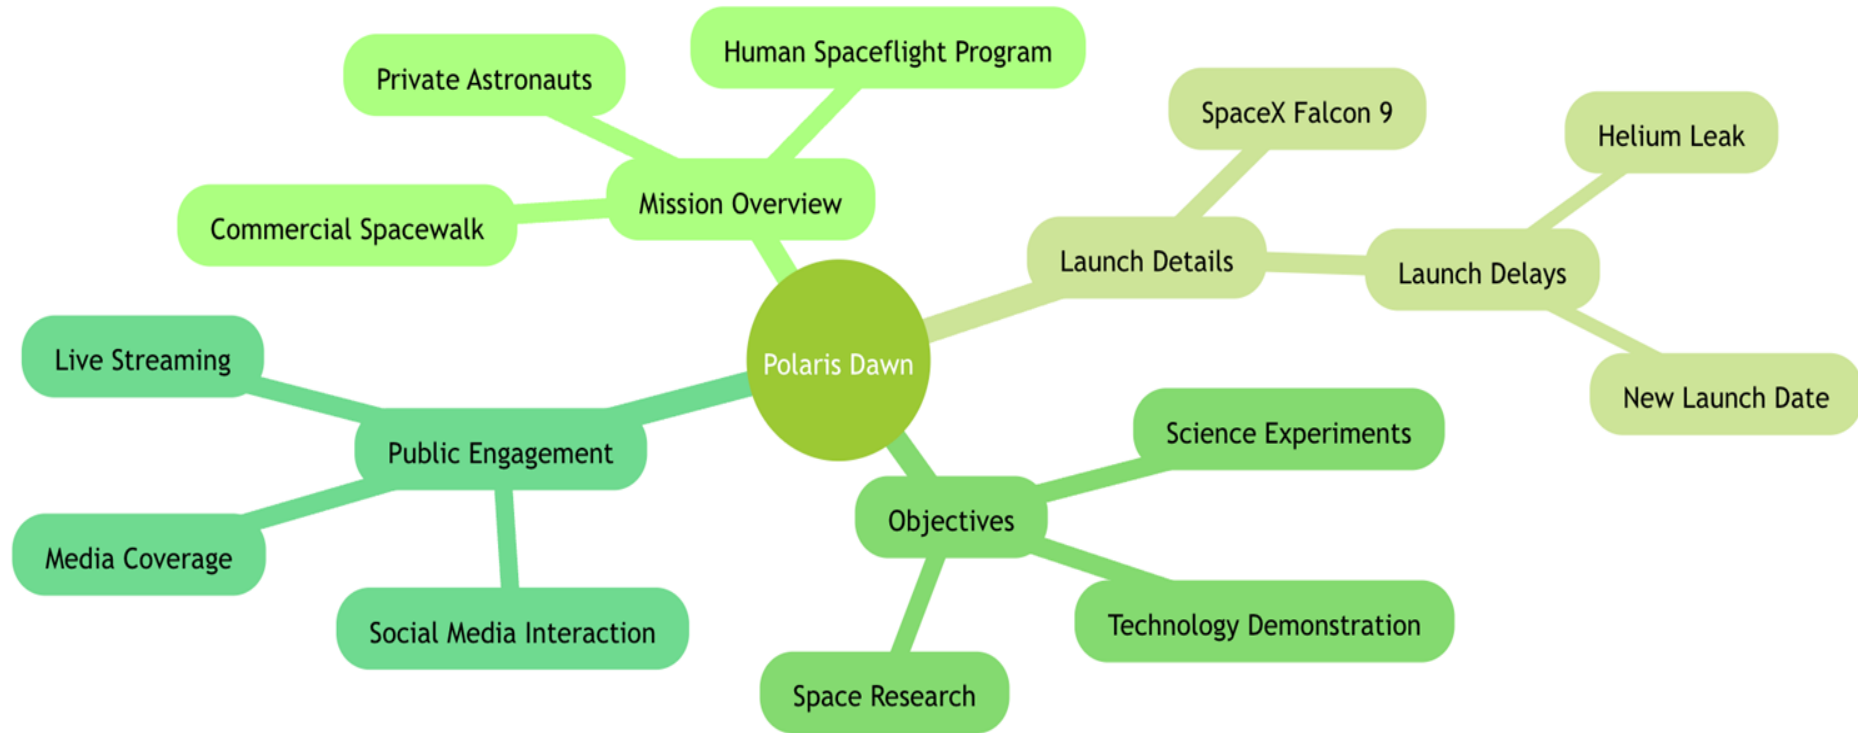 Human Spaceflight Program
Private Astronauts
SpaceX Falcon 9
Helium Leak
Mission Overview
Commercial Spacewalk
Launch Details
Launch Delays
Live Streaming
Polaris Dawn
New Launch Date
Science Experiments
Public Engagement
Objectives
Media Coverage
Technology Demonstration
Social Media Interaction
Space Research